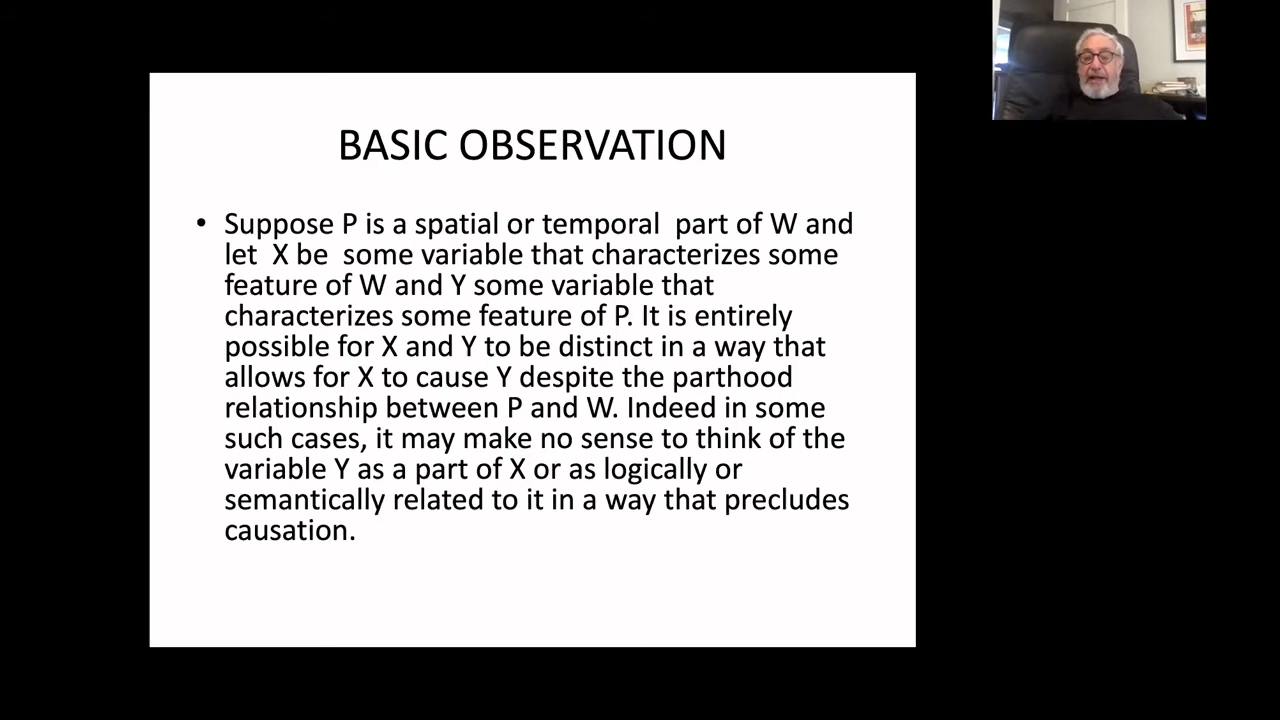 BASIC OBSERVATION
• Suppose P is a spatial or temporal  part of W and
let  X be  some variable that characterizes some
feature of W and Y some variable that
characterizes some feature of P. It is entirely
possible for X and Y to be distinct in a way that
allows for X to cause Y despite the parthood
relationship between P and W. Indeed in some
such cases, it may make no sense to think of the
variable Y as a part of X or as logically or
semantically related to it in a way that precludes
causation.